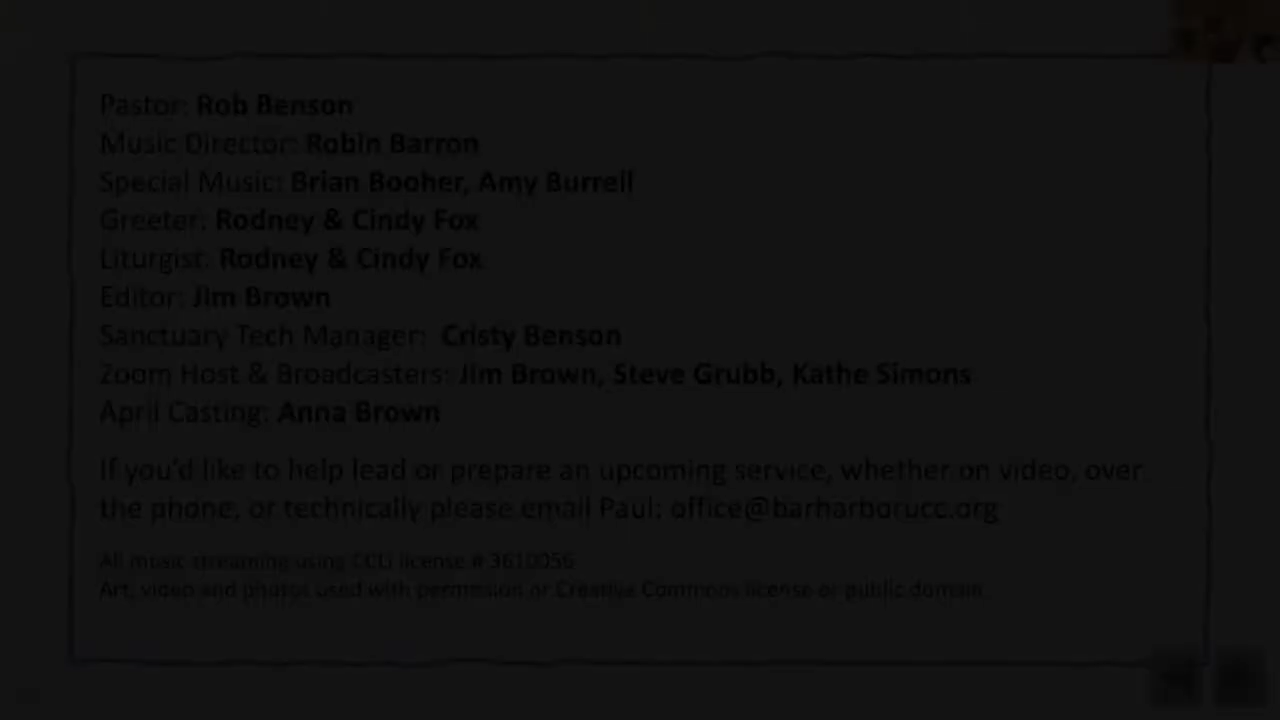 Pastor: Rob Benson
Music Director: Robin Barron
Special Music: Brian Booher, Amy Burrell
Greeter: Rodney & Cindy Fox
Liturgist: Rodney & Cindy Fox
Editor: Jim Brown
Sanctuary Tech Manager: Cristy Benson
Zoom Host & Broadcasters: Jim Brown, Steve Grubb, Kathe Simons
April Casting: Anna Brown
If you'd like to help lead or prepare an upcoming service, whether on video, over
the phone, or technically please email Paul: office@barharborucc.org
All music streaming using CCLI license # 3610056
Art, video and photos used with permission or Creative Commons license or public domain